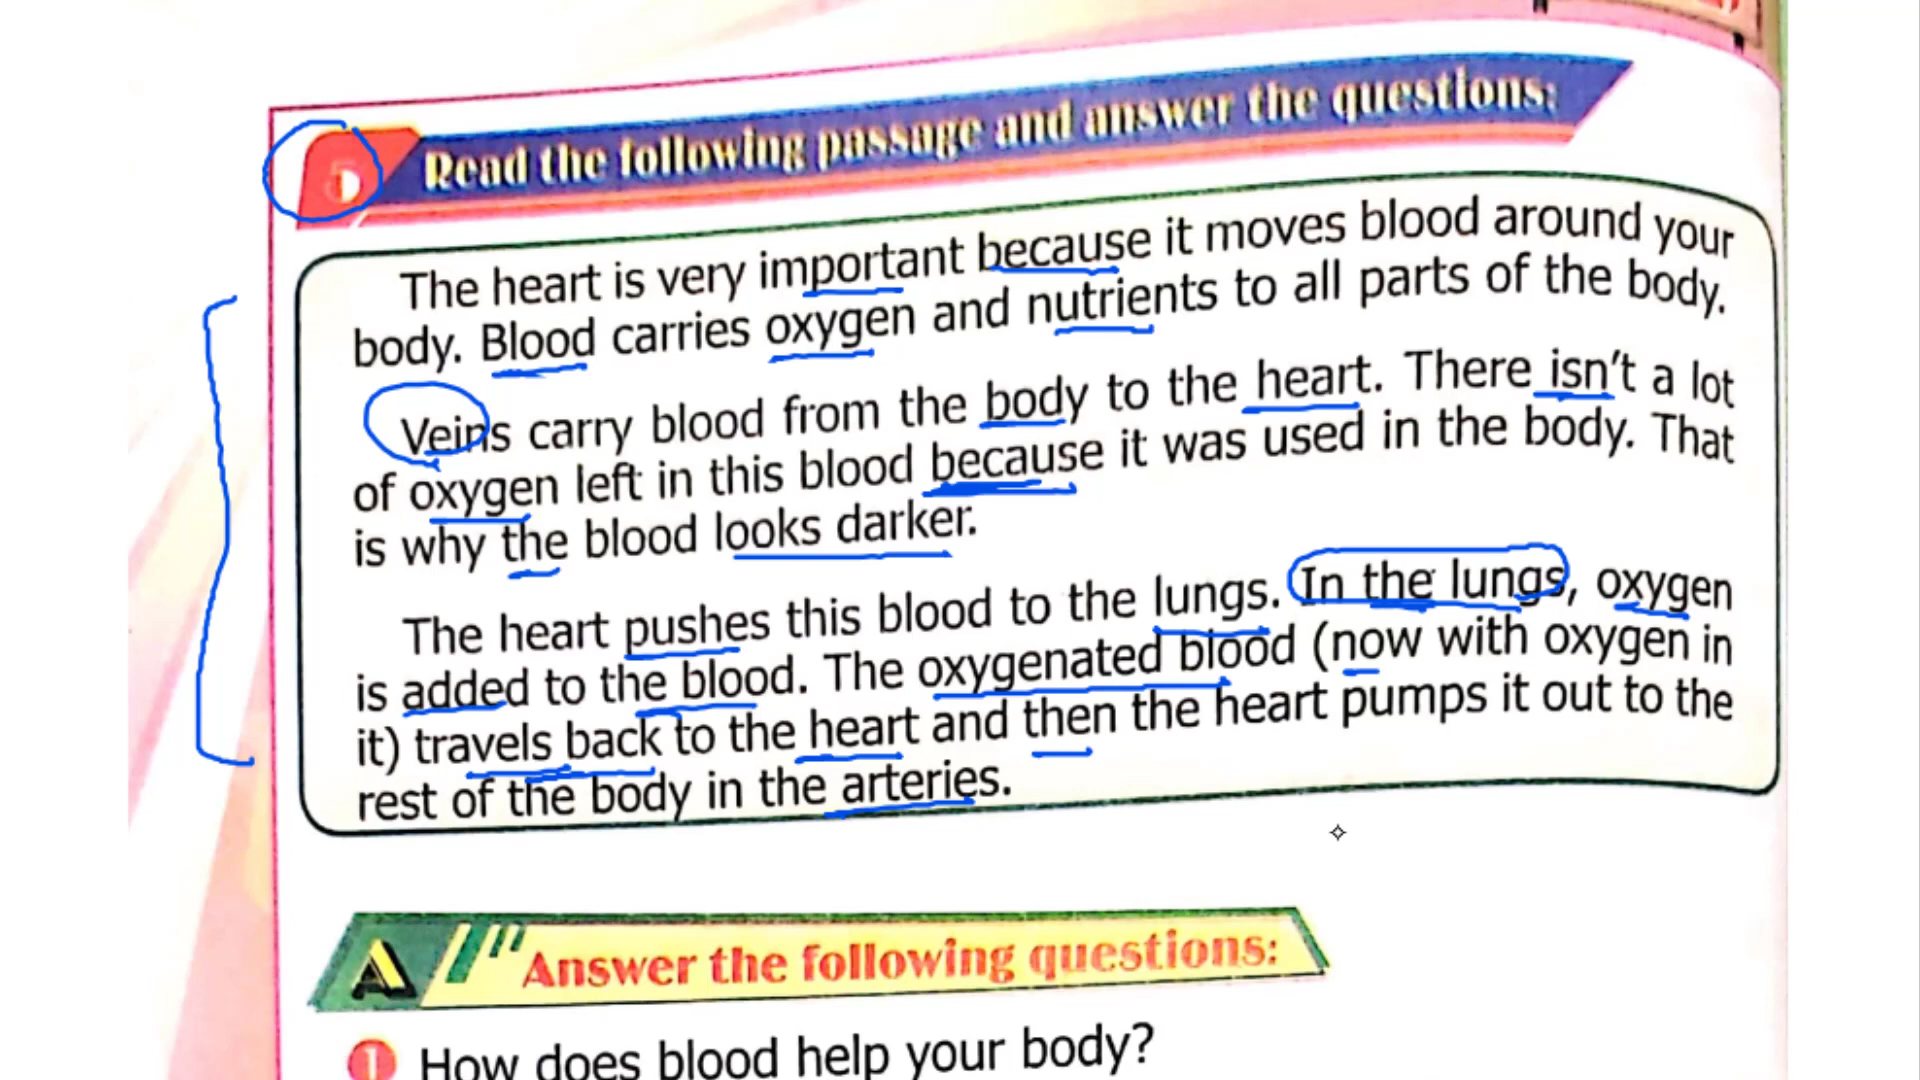 5 Read the following passage and answer the questions:
The heart is very important because it moves blood around your
body. Blood carries oxygen and nutrients to all parts of the body.
Veins carry blood from the body to the heart. There isn't a lot
of oxygen left in this blood because it was used in the body. That
is why the blood looks darker.
The heart pushes this blood to the lungs. In the lungs, oxygen
is added to the blood. The oxygenated blood (now with oxygen in
it) travels back to the heart and then the heart pumps it out to the
rest of the body in the arteries.
A Answer the following questions:
1 How does blood help your body?